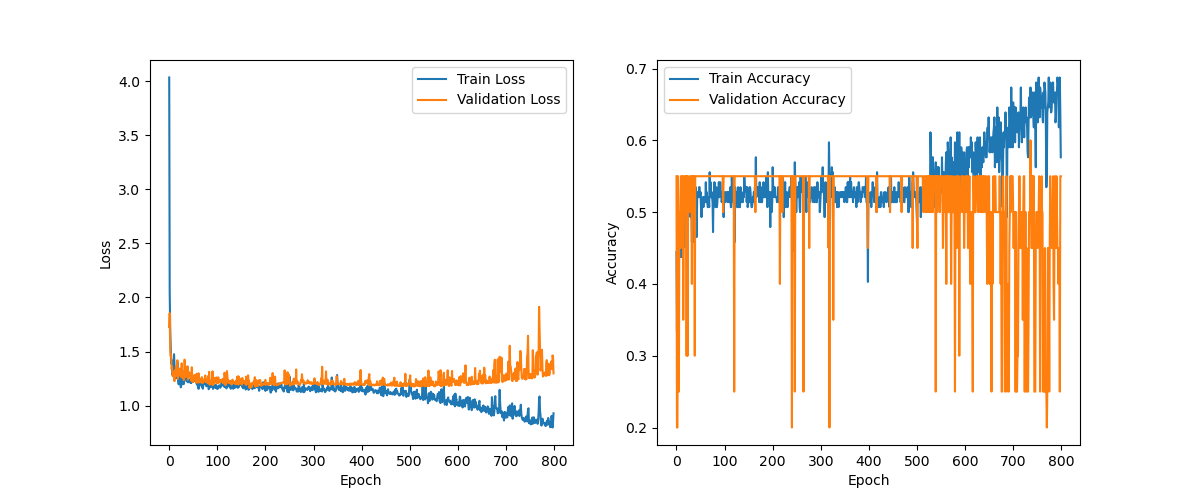 4.0
3.5
3.0
2.5
2.0
1.5
1.0
Loss
0 100 200 300 400 500 600 700 800
Epoch
Train Loss
Validation Loss
0.7
0.6
0.5
0.4
0.3
0.2
Accuracy
0 100 200 300 400 500 600 700 800
Epoch
Train Accuracy
Validation Accuracy